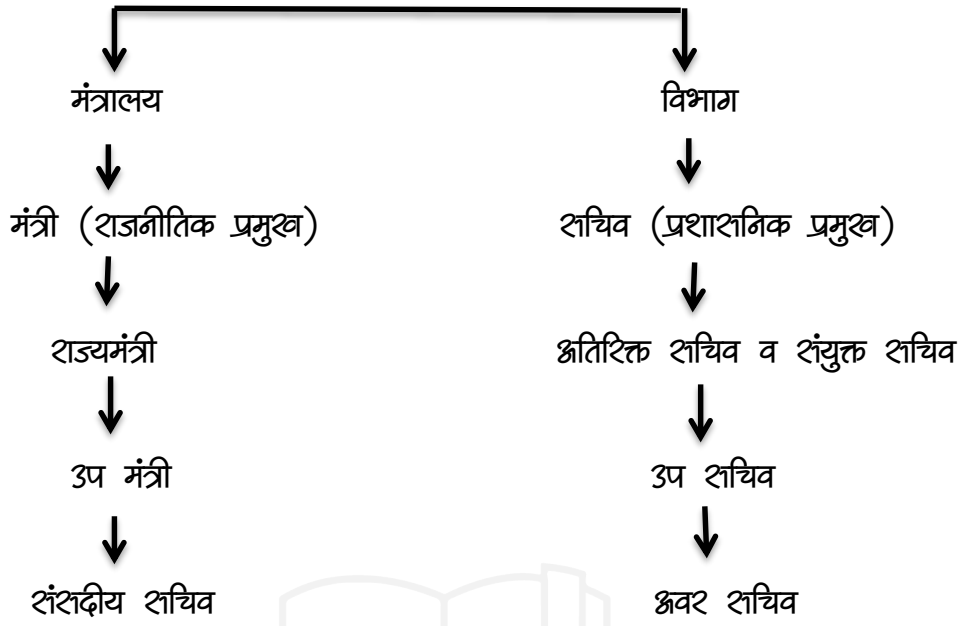 मंत्रालय विभाग
मंत्री (राजनीतिक प्रमुख) सचिव (प्रशासनिक प्रमुख)
राज्यमंत्री अतिरिक्त सचिव व संयुक्त सचिव
उप मंत्री उप सचिव
संसदीय सचिव अवर सचिव